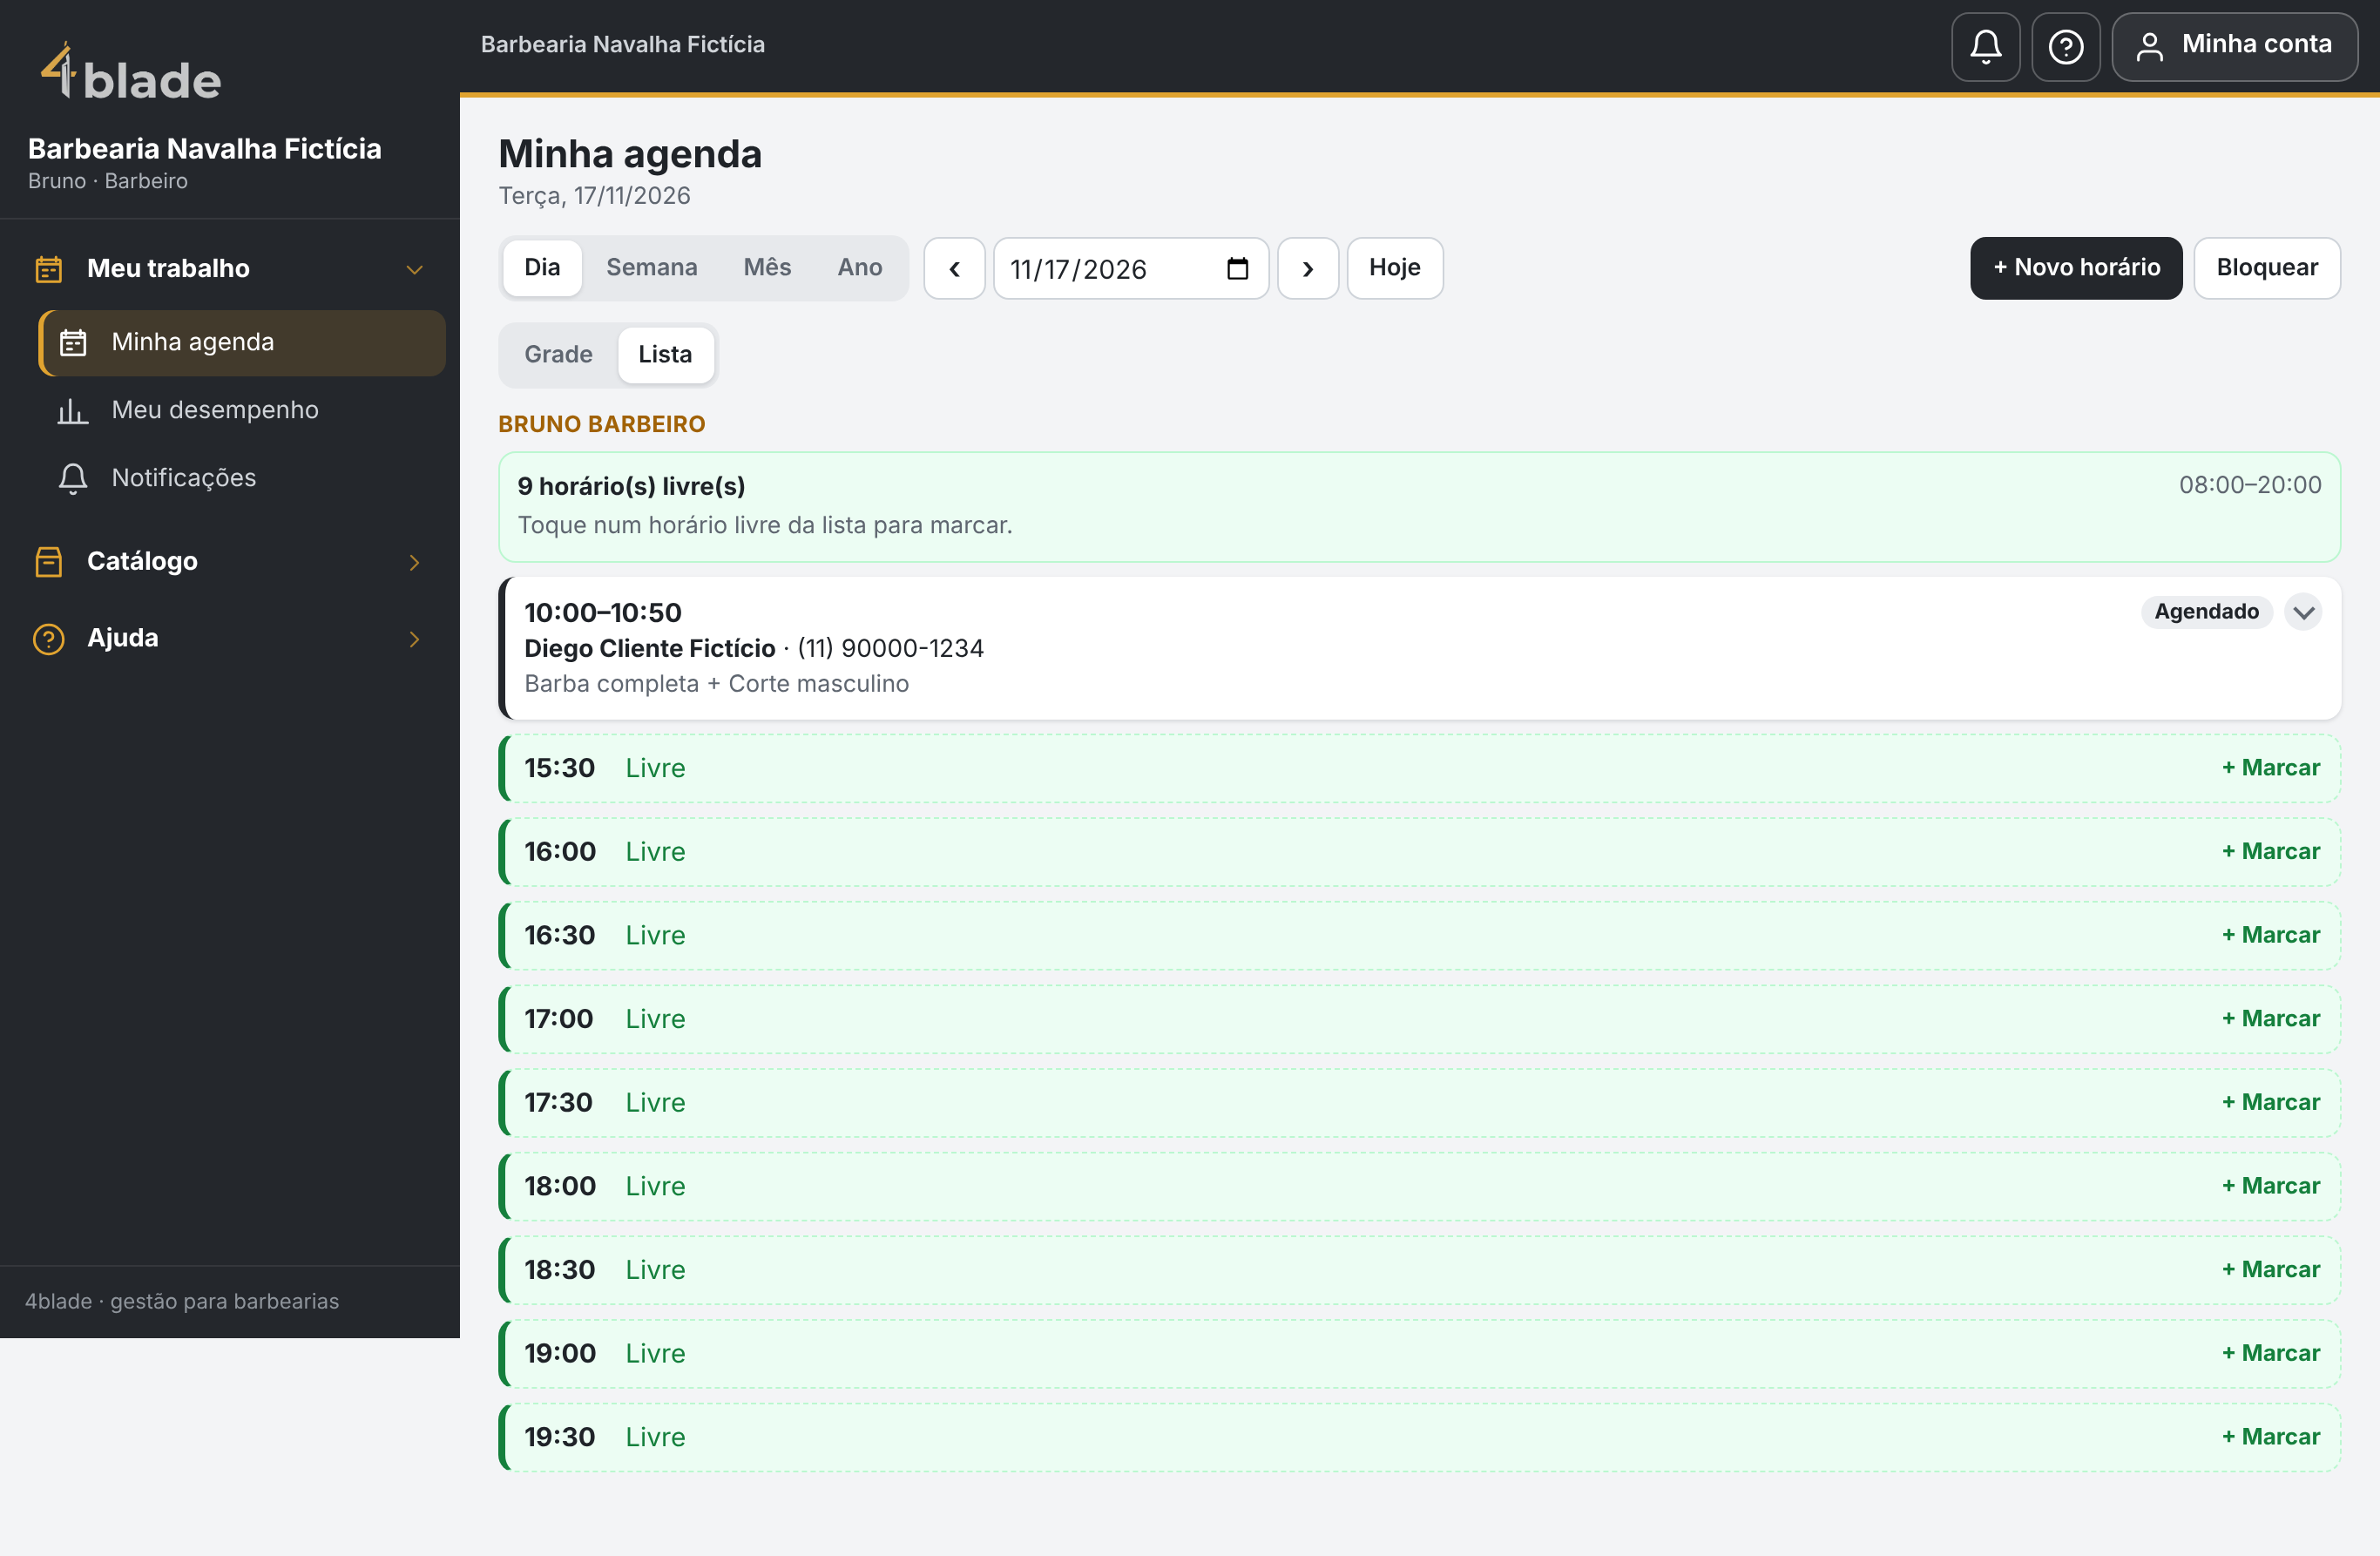 4blade
Barbearia Navalha Fictícia
Bruno · Barbeiro
Meu trabalho
Minha agenda
Meu desempenho
Notificações
Catálogo
Ajuda
4blade · gestão para barbearias
Barbearia Navalha Fictícia
Minha conta
Minha agenda
Terça, 17/11/2026
Dia Semana Mês Ano ‹ 11/17/2026 › Hoje + Novo horário Bloquear
Grade Lista
BRUNO BARBEIRO
9 horário(s) livre(s) 08:00–20:00
Toque num horário livre da lista para marcar.
10:00–10:50 Agendado
Diego Cliente Fictício · (11) 90000-1234
Barba completa + Corte masculino
15:30 Livre + Marcar
16:00 Livre + Marcar
16:30 Livre + Marcar
17:00 Livre + Marcar
17:30 Livre + Marcar
18:00 Livre + Marcar
18:30 Livre + Marcar
19:00 Livre + Marcar
19:30 Livre + Marcar